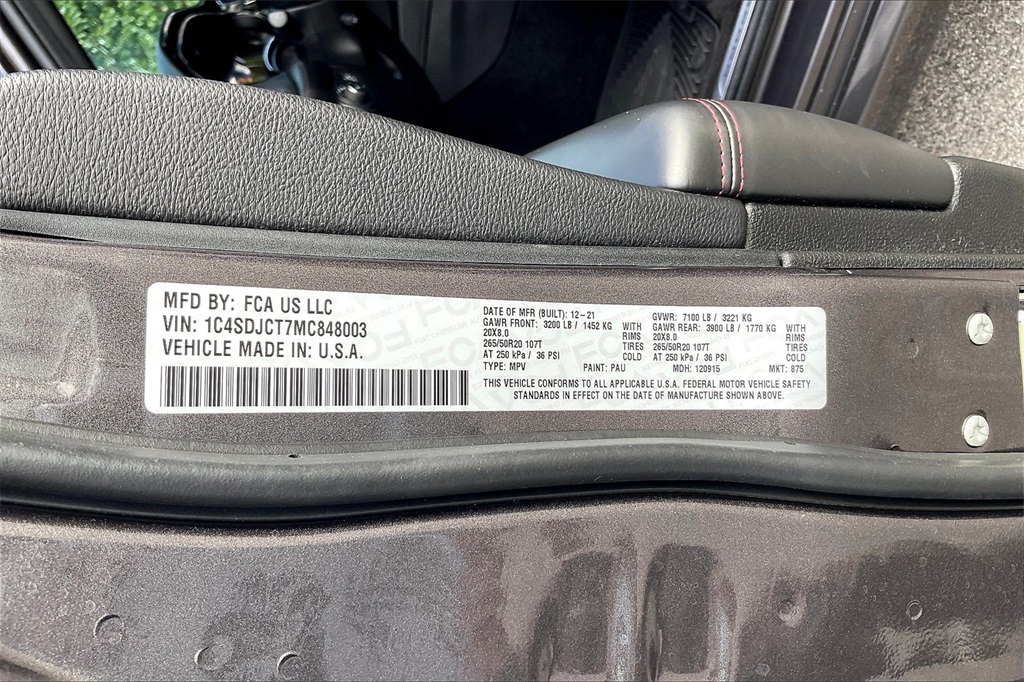 MFD BY: FCA US LLC
VIN: 1C4SDJCT7MC848003
VEHICLE MADE IN: U.S.A.
DATE OF MFR (BUILT): 12-21
GAWR FRONT: 3200 LB / 1452 KG WITH
20X8.0 RIMS
265/50R20 107T TIRES
AT 250 kPa / 36 PSI COLD
TYPE: MPV PAINT: PAU
GVWR: 7100 LB / 3221 KG
GAWR REAR: 3900 LB / 1770 KG WITH
20X8.0 RIMS
265/50R20 107T TIRES
AT 250 kPa / 36 PSI COLD
MDH: 120915 MKT: 875
THIS VEHICLE CONFORMS TO ALL APPLICABLE U.S.A. FEDERAL MOTOR VEHICLE SAFETY
STANDARDS IN EFFECT ON THE DATE OF MANUFACTURE SHOWN ABOVE.